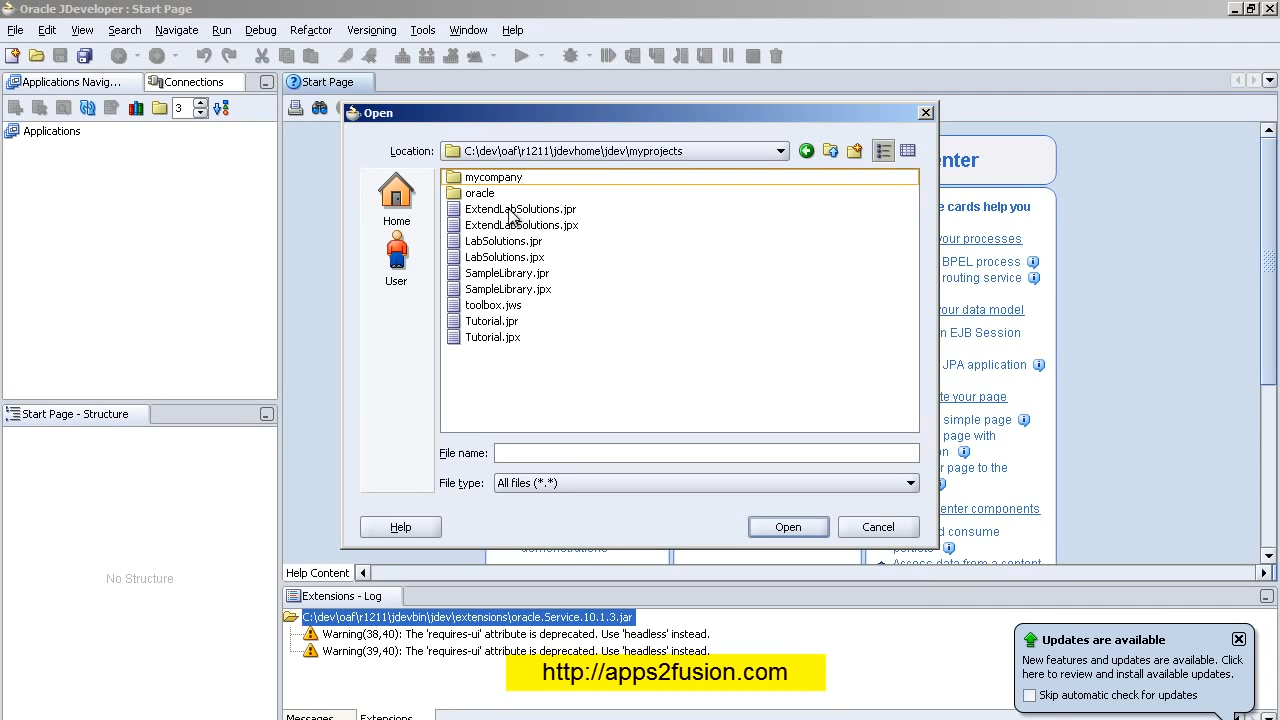 Oracle JDeveloper : Start Page
File Edit View Search Navigate Run Debug Refactor Versioning Tools Window Help
Applications Navig... Connections
Start Page
3
Applications
Open
Location: C:\dev\oaf\r1211\jdevhome\jdev\myprojects
Home
User
mycompany
oracle
ExtendLabSolutions.jpr
ExtendLabSolutions.jpx
LabSolutions.jpr
LabSolutions.jpx
SampleLibrary.jpr
SampleLibrary.jpx
toolbox.jws
Tutorial.jpr
Tutorial.jpx
File name:
File type: All files (*.*)
Help Open Cancel
enter
e cards help you
your processes
BPEL process
routing service
your data model
n EJB Session
JPA application
te your page
simple page
page with
n
r page to the
enter components
nd consume
Access data from a content
demonstrations
Start Page - Structure
No Structure
Help Content
Extensions - Log
C:\dev\oaf\r1211\jdevbin\jdev\extensions\oracle.Service.10.1.3.jar
Warning(38,40): The 'requires-ui' attribute is deprecated. Use 'headless' instead.
Warning(39,40): The 'requires-ui' attribute is deprecated. Use 'headless' instead.
http://apps2fusion.com
Messages Extensions
Updates are available
New features and updates are available. Click
here to review and install available updates.
Skip automatic check for updates